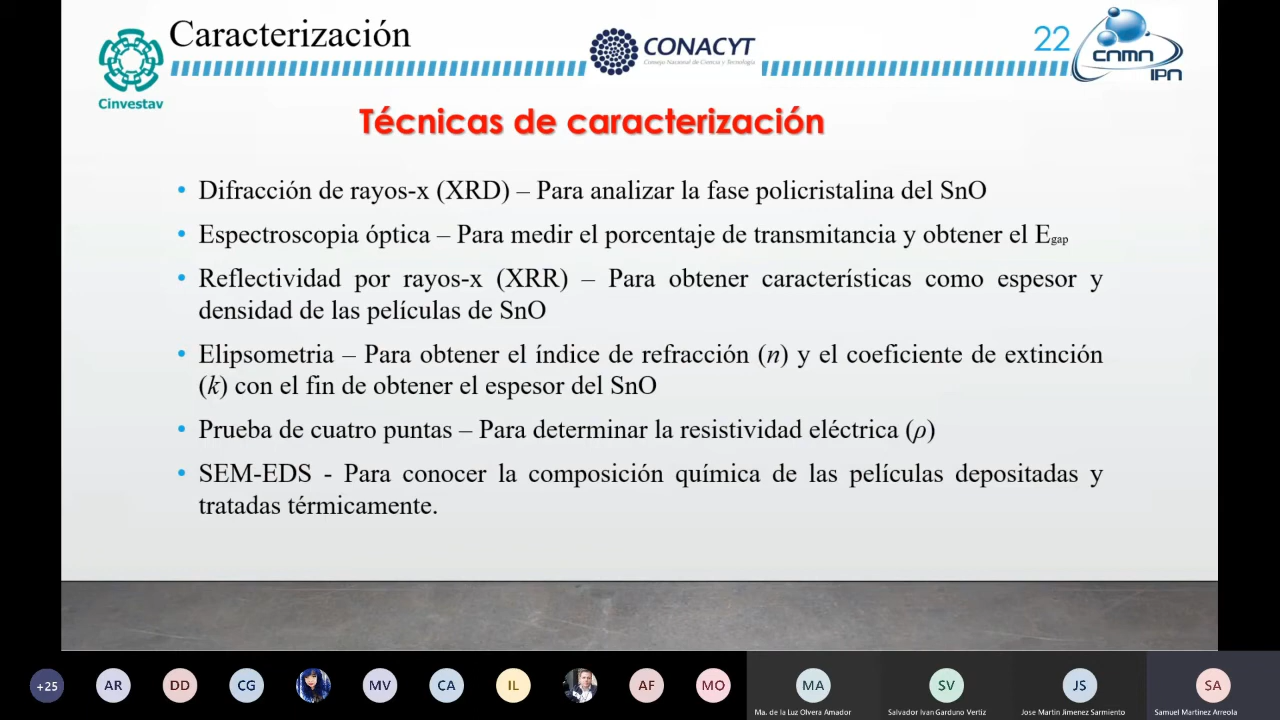 Caracterización
CONACYT
Consejo Nacional de Ciencia y Tecnología
22
cnmn
IPN
Cinvestav
Técnicas de caracterización
• Difracción de rayos-x (XRD) – Para analizar la fase policristalina del SnO
• Espectroscopia óptica – Para medir el porcentaje de transmitancia y obtener el Egap
• Reflectividad por rayos-x (XRR) – Para obtener características como espesor y
densidad de las películas de SnO
• Elipsometria – Para obtener el índice de refracción (n) y el coeficiente de extinción
(k) con el fin de obtener el espesor del SnO
• Prueba de cuatro puntas – Para determinar la resistividad eléctrica (ρ)
• SEM-EDS - Para conocer la composición química de las películas depositadas y
tratadas térmicamente.
+25 AR DD CG MV CA IL AF MO MA SV JS SA
Ma. de la Luz Olvera Amador Salvador Ivan Garduno Vertiz Jose Martin Jimenez Sarmiento Samuel Martinez Arreola